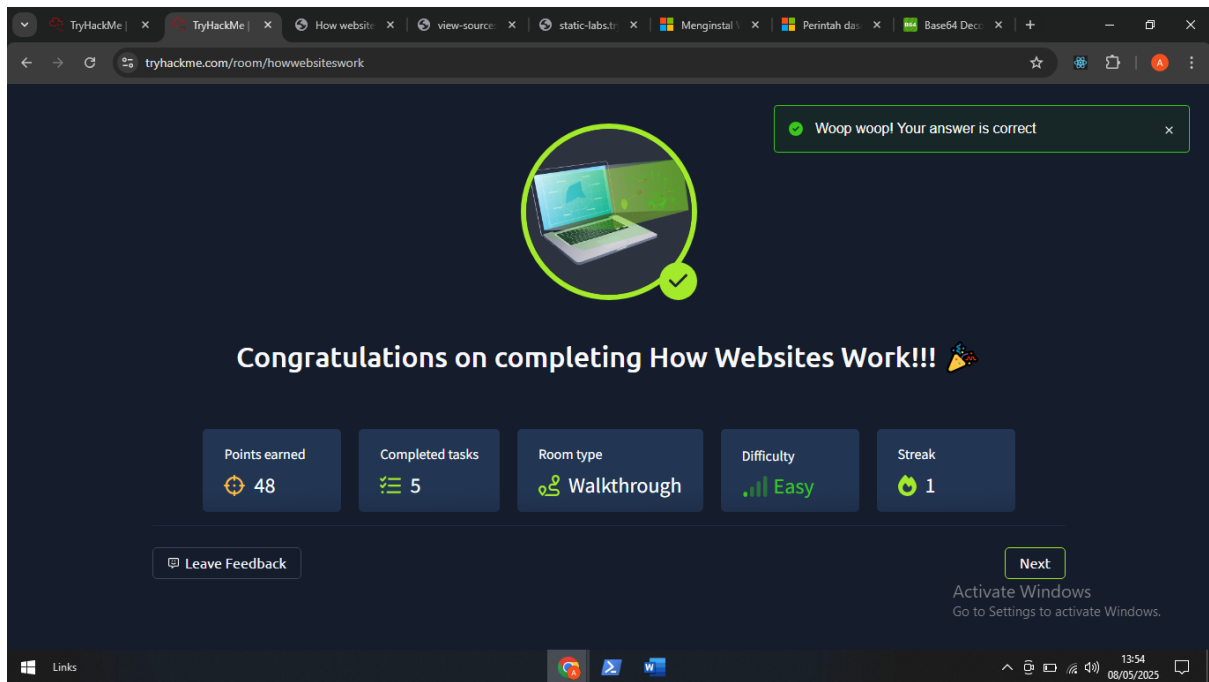 TryHackMe |
TryHackMe |
How website
view-source:
static-labs.tr
Menginstal
Perintah das
Base64 Deco
tryhackme.com/room/howwebsiteswork
A
Woop woop! Your answer is correct
Congratulations on completing How Websites Work!!! 🎉
Points earned
48
Completed tasks
5
Room type
Walkthrough
Difficulty
Easy
Streak
1
Leave Feedback
Next
Activate Windows
Go to Settings to activate Windows.
Links
13:54
08/05/2025